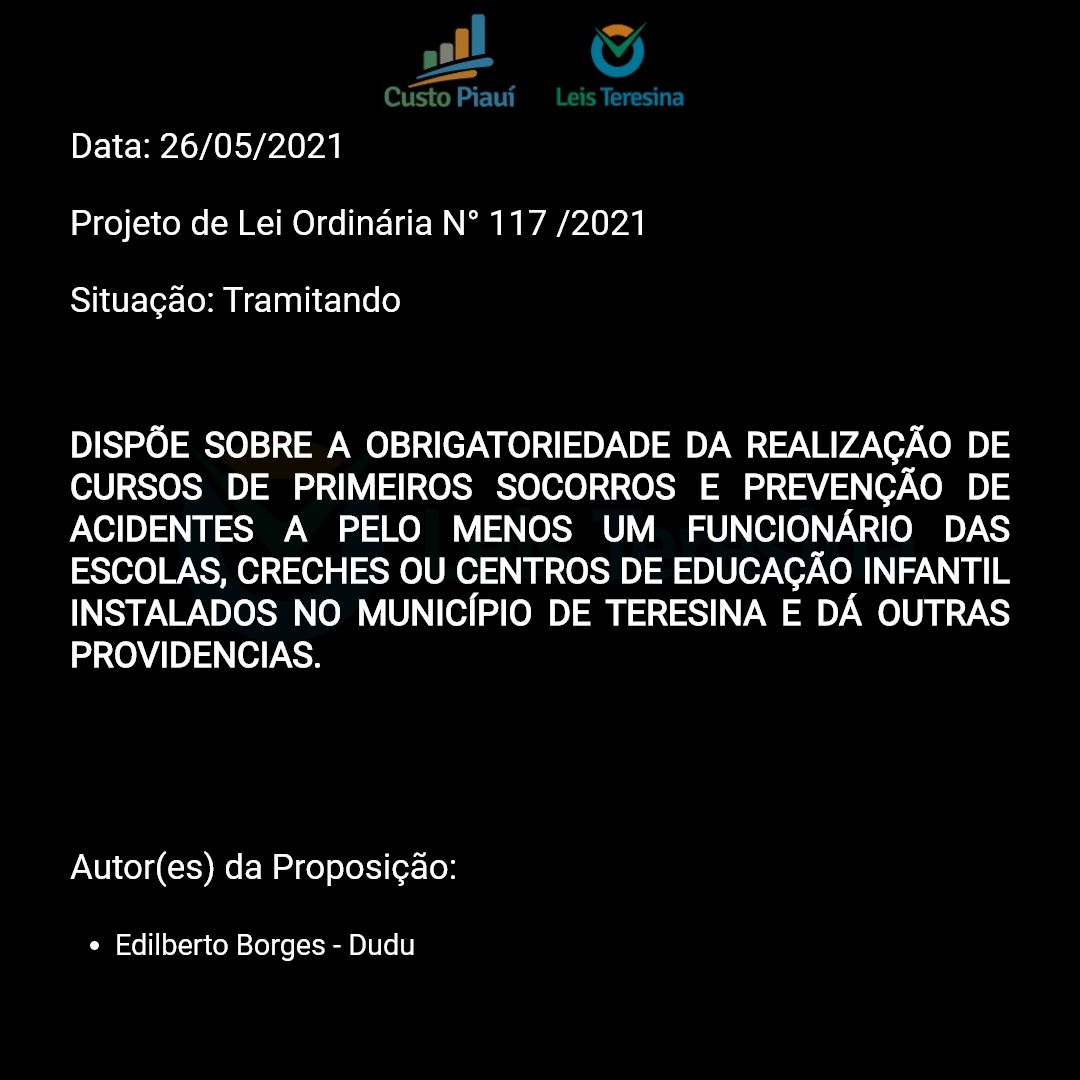 Custo Piauí
Leis Teresina
Data: 26/05/2021
Projeto de Lei Ordinária N° 117 /2021
Situação: Tramitando
DISPÕE SOBRE A OBRIGATORIEDADE DA REALIZAÇÃO DE
CURSOS DE PRIMEIROS SOCORROS E PREVENÇÃO DE
ACIDENTES A PELO MENOS UM FUNCIONÁRIO DAS
ESCOLAS, CRECHES OU CENTROS DE EDUCAÇÃO INFANTIL
INSTALADOS NO MUNICÍPIO DE TERESINA E DÁ OUTRAS
PROVIDENCIAS.
Autor(es) da Proposição:
• Edilberto Borges - Dudu